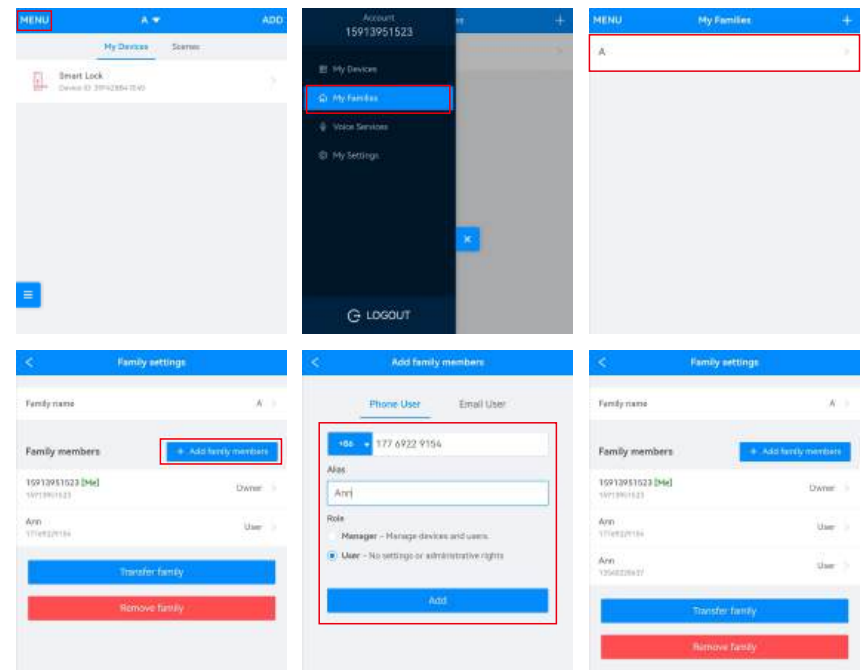 MENU A ADD
My Devices Scenes
Smart Lock
Account
15913951523
My Devices
My Families
Voice Services
My Settings
LOGOUT
MENU My Families +
A
Family settings
Family name A
Family members + Add family members
15913951523 [Me] Owner
Ann User
Transfer family
Remove family
Add family members
Phone User Email User
+86 177 6922 9154
Alias
Ann
Role
Manager - Manage devices and users.
User - No settings or administrative rights
Add
Family settings
Family name A
Family members + Add family members
15913951523 [Me] Owner
Ann User
Ann User
Transfer family
Remove family